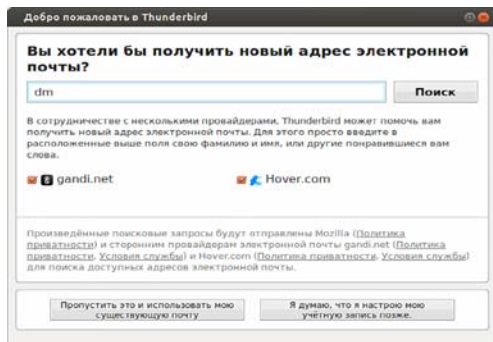 Добро пожаловать в Thunderbird
Вы хотели бы получить новый адрес электронной
почты?
dm
Поиск
В сотрудничестве с несколькими провайдерами, Thunderbird может помочь вам
получить новый адрес электронной почты. Для этого просто введите в
расположенные выше поля свою фамилию и имя, или другие понравившиеся вам
слова.
gandi.net
Hover.com
Произведённые поисковые запросы будут отправлены Mozilla (Политика
приватности) и сторонним провайдерам электронной почты gandi.net (Политика
приватности, Условия службы) и Hover.com (Политика приватности, Условия службы)
для поиска доступных адресов электронной почты.
Пропустить это и использовать мою
существующую почту
Я думаю, что я настрою мою
учётную запись позже.